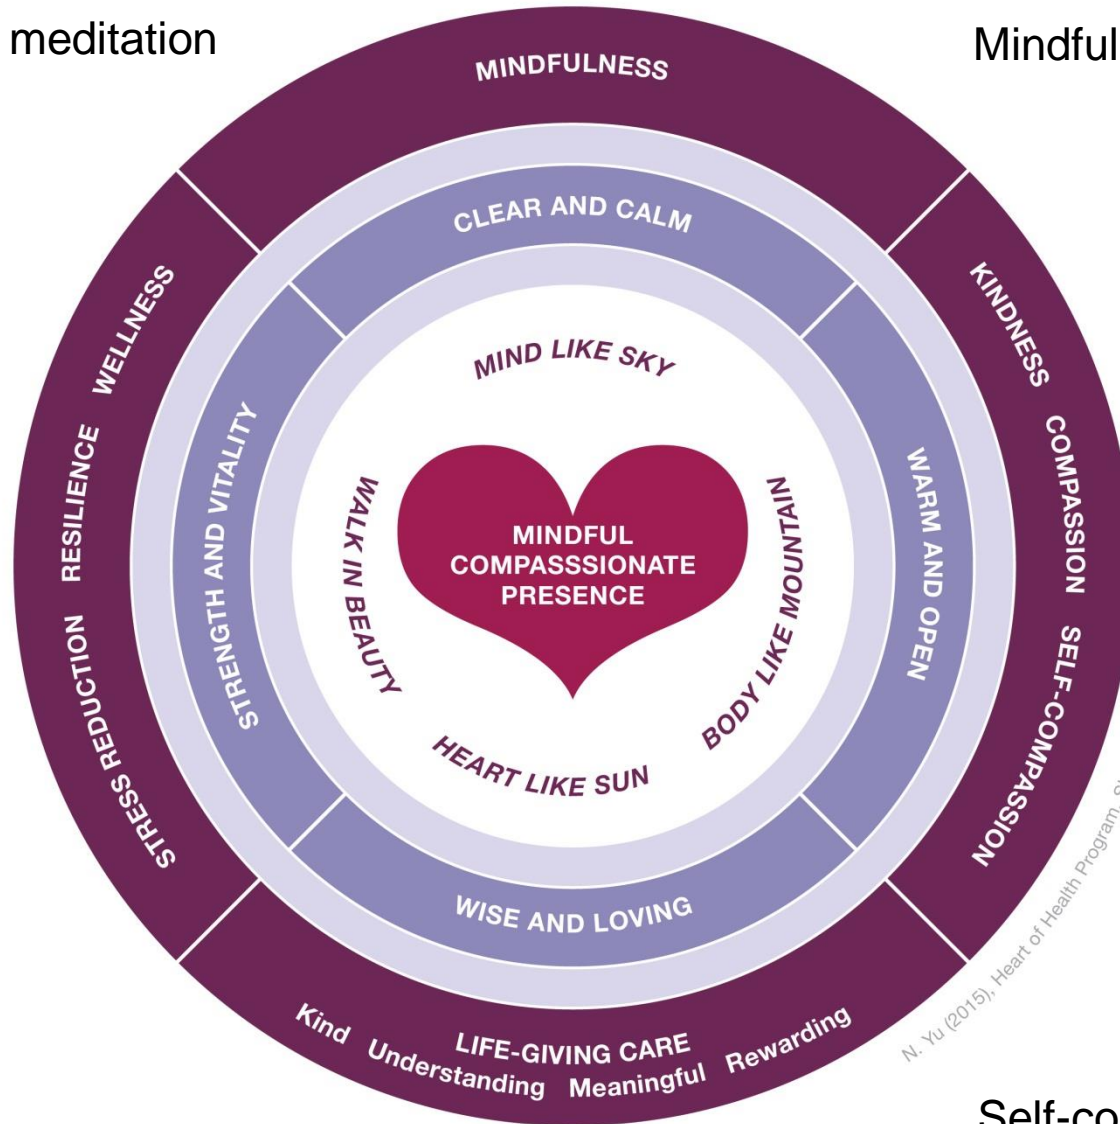 meditation
Mindful
MINDFULNESS
CLEAR AND CALM
MIND LIKE SKY
WELLNESS
RESILIENCE
STRESS REDUCTION
STRENGTH AND VITALITY
WALK IN BEAUTY
MINDFUL
COMPASSSIONATE
PRESENCE
BODY LIKE MOUNTAIN
WARM AND OPEN
KINDNESS COMPASSION SELF-COMPASSION
HEART LIKE SUN
WISE AND LOVING
LIFE-GIVING CARE
Kind Understanding Meaningful Rewarding
N. Yu (2015), Heart of Health Program,
Self-co